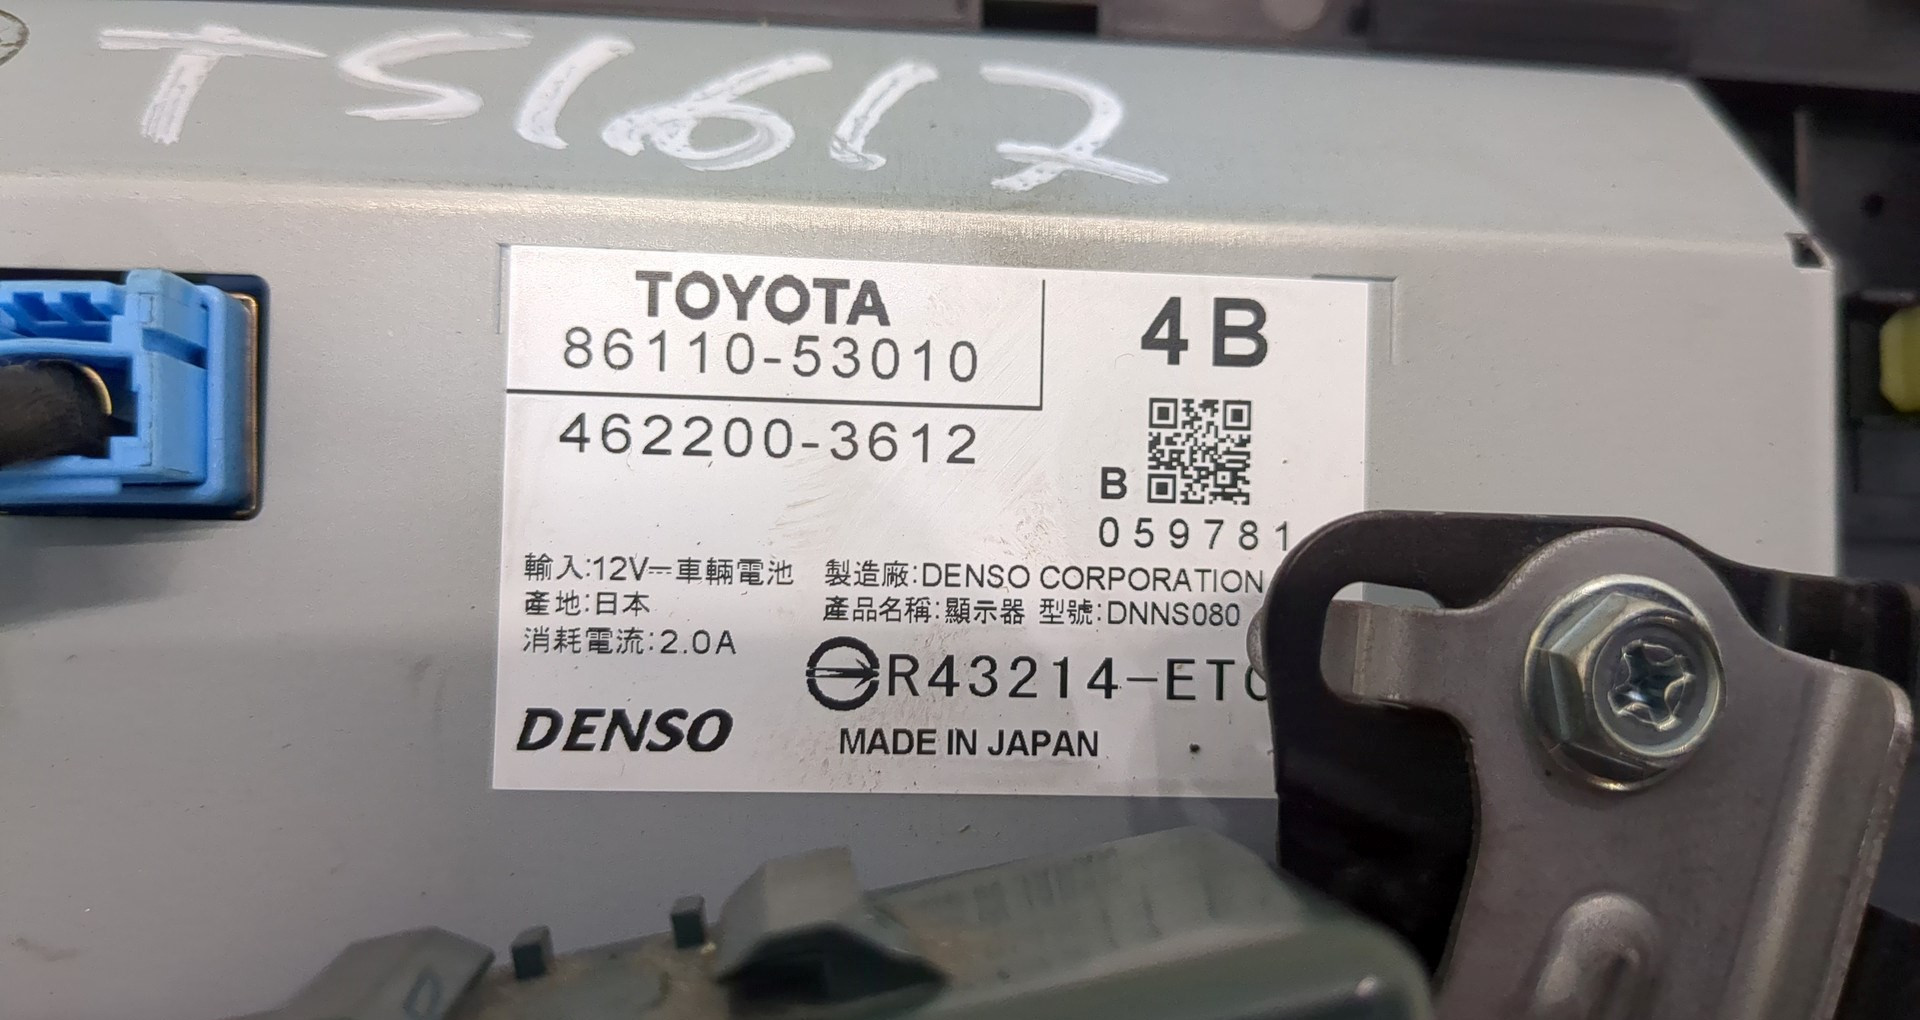 TS1617
TOYOTA
86110-53010
4B
462200-3612
B
059781
輸入:12V⎓車輛電池
製造廠:DENSO CORPORATION
產地:日本
產品名稱:顯示器 型號:DNNS080
消耗電流:2.0A
R43214-ET
DENSO
MADE IN JAPAN